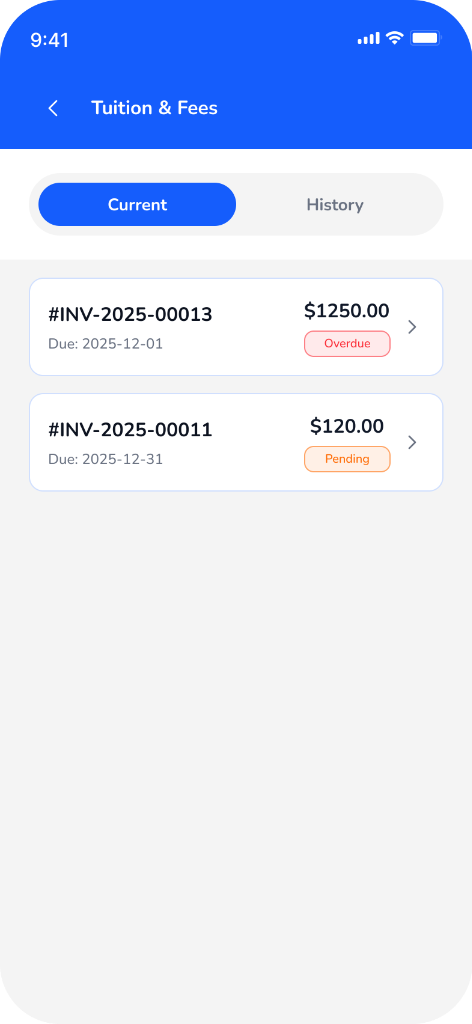 9:41
Tuition & Fees
Current
History
#INV-2025-00013
$1250.00
Due: 2025-12-01
Overdue
#INV-2025-00011
$120.00
Due: 2025-12-31
Pending